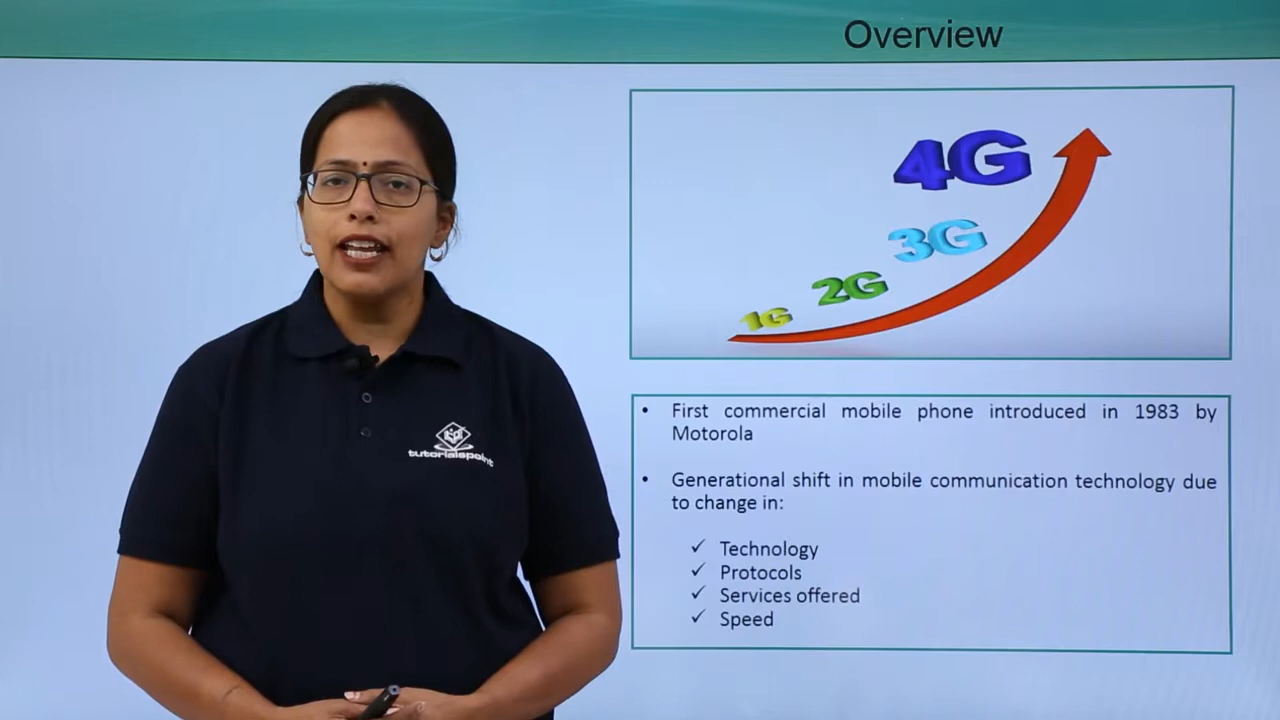 Overview
4G
3G
2G
1G
tutorialspoint
• First commercial mobile phone introduced in 1983 by
Motorola
• Generational shift in mobile communication technology due
to change in:
✓ Technology
✓ Protocols
✓ Services offered
✓ Speed